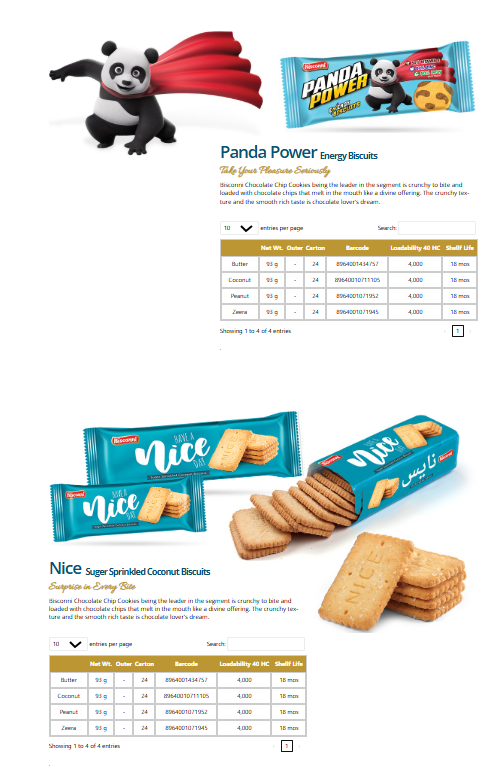 Bisconni
PANDA
POWER
ENERGY
BISCUITS
Panda Power Energy Biscuits
Take Your Pleasure Seriously
Bisconni Chocolate Chip Cookies being the leader in the segment is crunchy to bite and
loaded with chocolate chips that melt in the mouth like a divine offering. The crunchy tex-
ture and the smooth rich taste is chocolate lover's dream.
10 entries per page Search:
Net Wt. Outer Carton Barcode Loadability 40 HC Shelf Life
Butter 93 g - 24 8964001434757 4,000 18 mos
Coconut 93 g - 24 89640010711105 4,000 18 mos
Peanut 93 g - 24 8964001071952 4,000 18 mos
Zeera 93 g - 24 8964001071945 4,000 18 mos
Showing 1 to 4 of 4 entries 1
Bisconni
HAVE A
Nice
DAY
Bisconni
HAVE A
Nice
DAY
Nice
نایس
Bisconni
NICE
Nice Suger Sprinkled Coconut Biscuits
Surprise in Every Bite
Bisconni Chocolate Chip Cookies being the leader in the segment is crunchy to bite and
loaded with chocolate chips that melt in the mouth like a divine offering. The crunchy tex-
ture and the smooth rich taste is chocolate lover's dream.
10 entries per page Search:
Net Wt. Outer Carton Barcode Loadability 40 HC Shelf Life
Butter 93 g - 24 8964001434757 4,000 18 mos
Coconut 93 g - 24 89640010711105 4,000 18 mos
Peanut 93 g - 24 8964001071952 4,000 18 mos
Zeera 93 g - 24 8964001071945 4,000 18 mos
Showing 1 to 4 of 4 entries 1